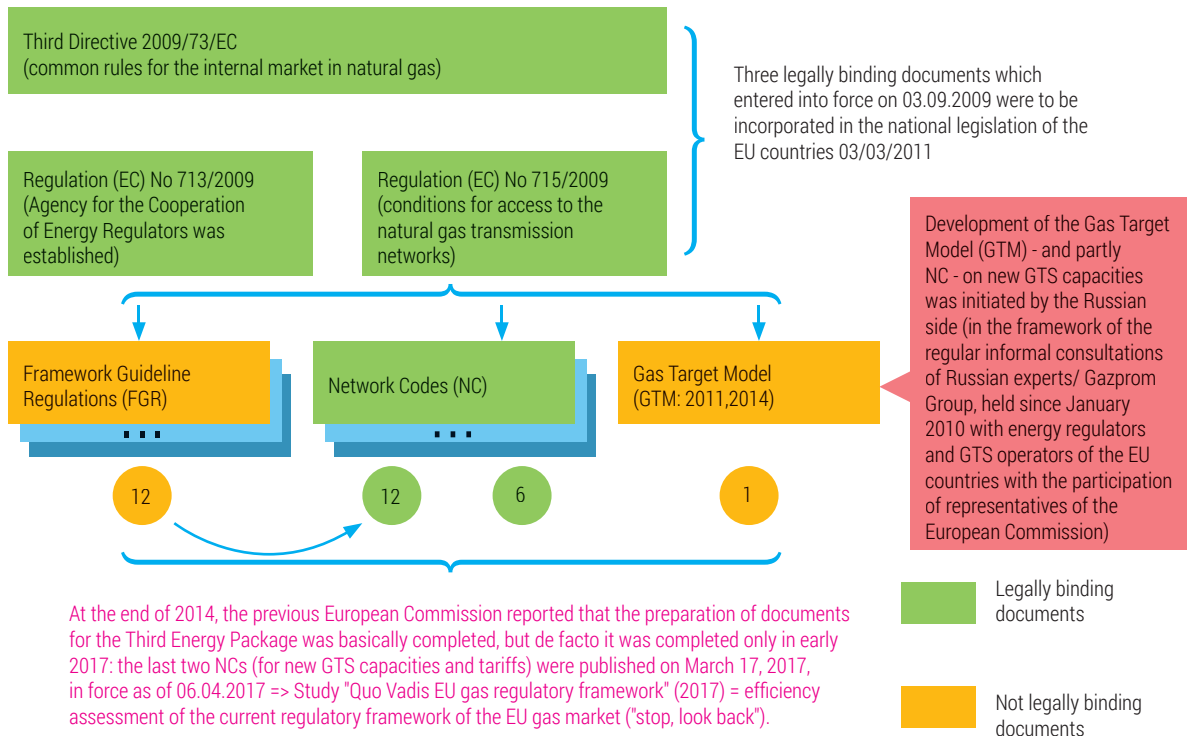 Third Directive 2009/73/EC
(common rules for the internal market in natural gas)
Three legally binding documents which
entered into force on 03.09.2009 were to be
incorporated in the national legislation of the
EU countries 03/03/2011
Regulation (EC) No 713/2009
(Agency for the Cooperation
of Energy Regulators was
established)
Regulation (EC) No 715/2009
(conditions for access to the
natural gas transmission
networks)
Development of the Gas Target
Model (GTM) - and partly
NC - on new GTS capacities
was initiated by the Russian
side (in the framework of the
regular informal consultations
of Russian experts/ Gazprom
Group, held since January
2010 with energy regulators
and GTS operators of the EU
countries with the participation
of representatives of the
European Commission)
Framework Guideline
Regulations (FGR)
...
Network Codes (NC)
...
Gas Target Model
(GTM: 2011,2014)
12
12
6
1
At the end of 2014, the previous European Commission reported that the preparation of documents
for the Third Energy Package was basically completed, but de facto it was completed only in early
2017: the last two NCs (for new GTS capacities and tariffs) were published on March 17, 2017,
in force as of 06.04.2017 => Study "Quo Vadis EU gas regulatory framework" (2017) = efficiency
assessment of the current regulatory framework of the EU gas market ("stop, look back").
Legally binding
documents
Not legally binding
documents